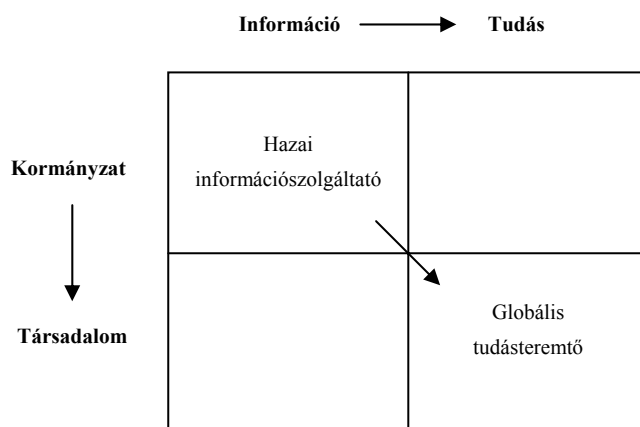 Információ Tudás
Hazai
információszolgáltató
Kormányzat
Társadalom
Globális
tudásteremtő